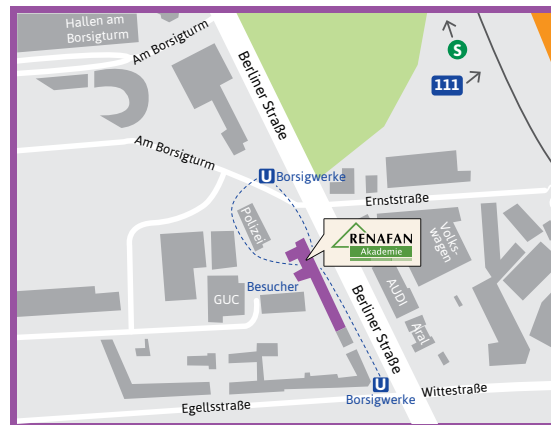 Hallen am
Borsigturm
Am Borsigturm
Berliner Straße
S
111
Am Borsigturm
U Borsigwerke
Ernststraße
Polizei
RENAFAN
Akademie
Volks-
wagen
Besucher
GUC
AUDI
Berliner Straße
Aral
U
Borsigwerke
Wittestraße
Egellsstraße